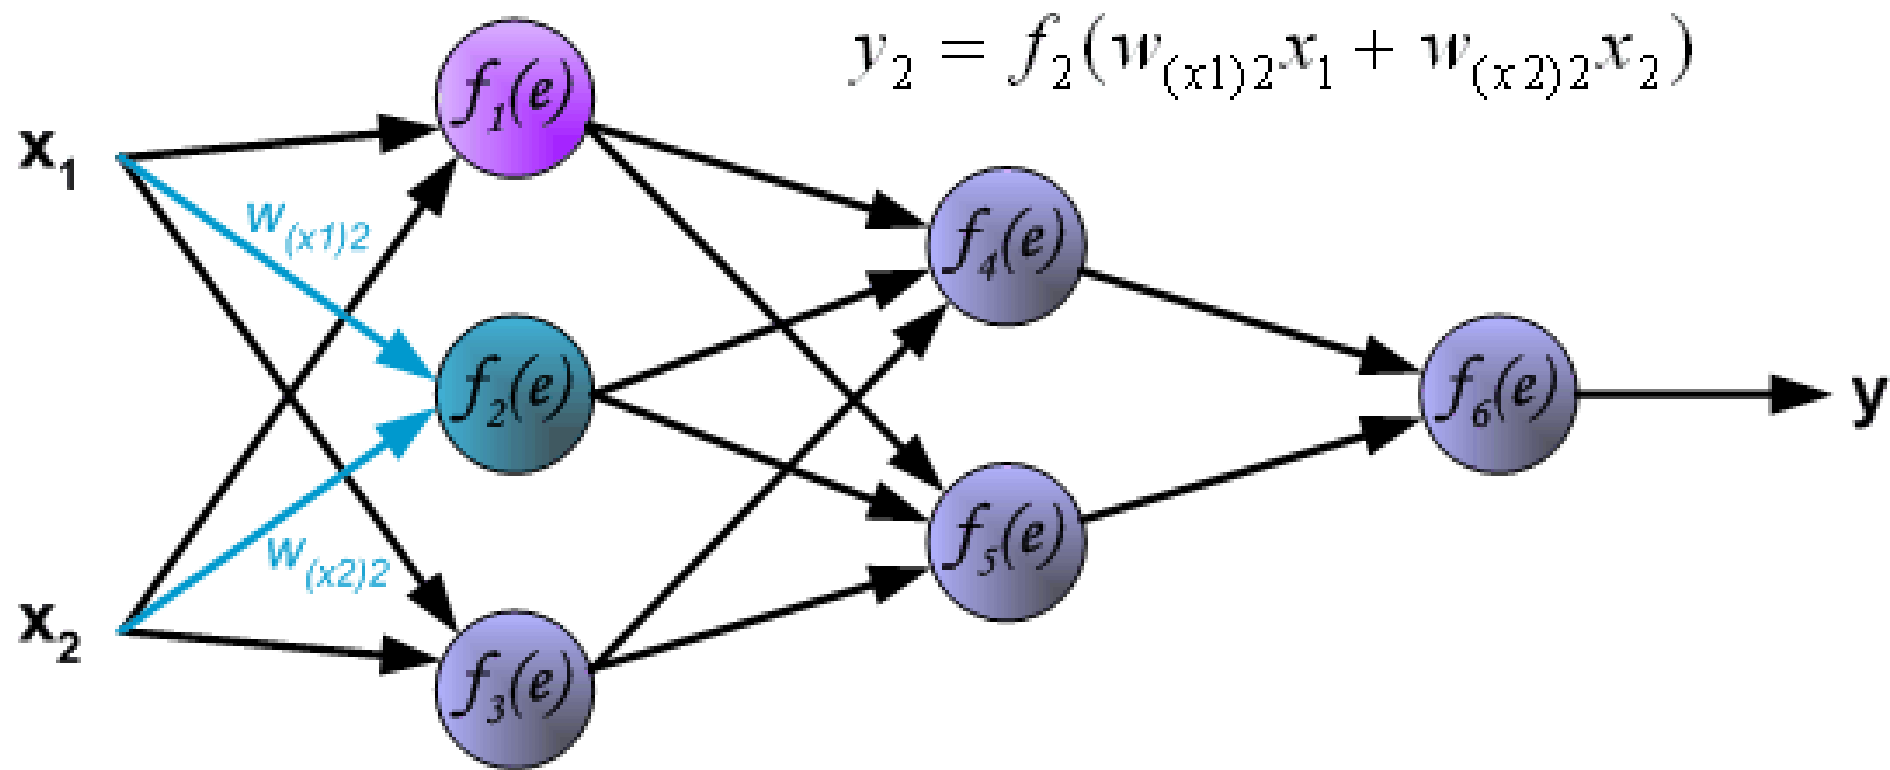 y₂ = f₂(w₍ₓ₁₎₂x₁ + w₍ₓ₂₎₂x₂)
f₁(e)
x₁
w₍ₓ₁₎₂
f₄(e)
f₂(e)
f₆(e)
y
f₅(e)
w₍ₓ₂₎₂
x₂
f₃(e)